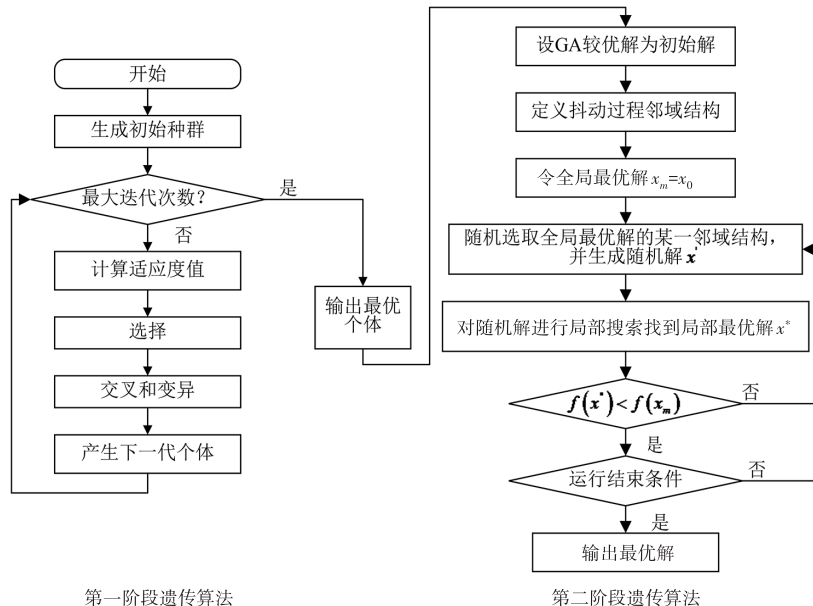 开始
生成初始种群
最大迭代次数?
是
否
计算适应度值
选择
交叉和变异
产生下一代个体
输出最优
个体
第一阶段遗传算法
设GA较优解为初始解
定义抖动过程邻域结构
令全局最优解 xₘ=x₀
随机选取全局最优解的某一邻域结构,
并生成随机解 x'
对随机解进行局部搜索找到局部最优解 x*
f(x*)<f(xₘ)
否
是
运行结束条件
否
是
输出最优解
第二阶段遗传算法